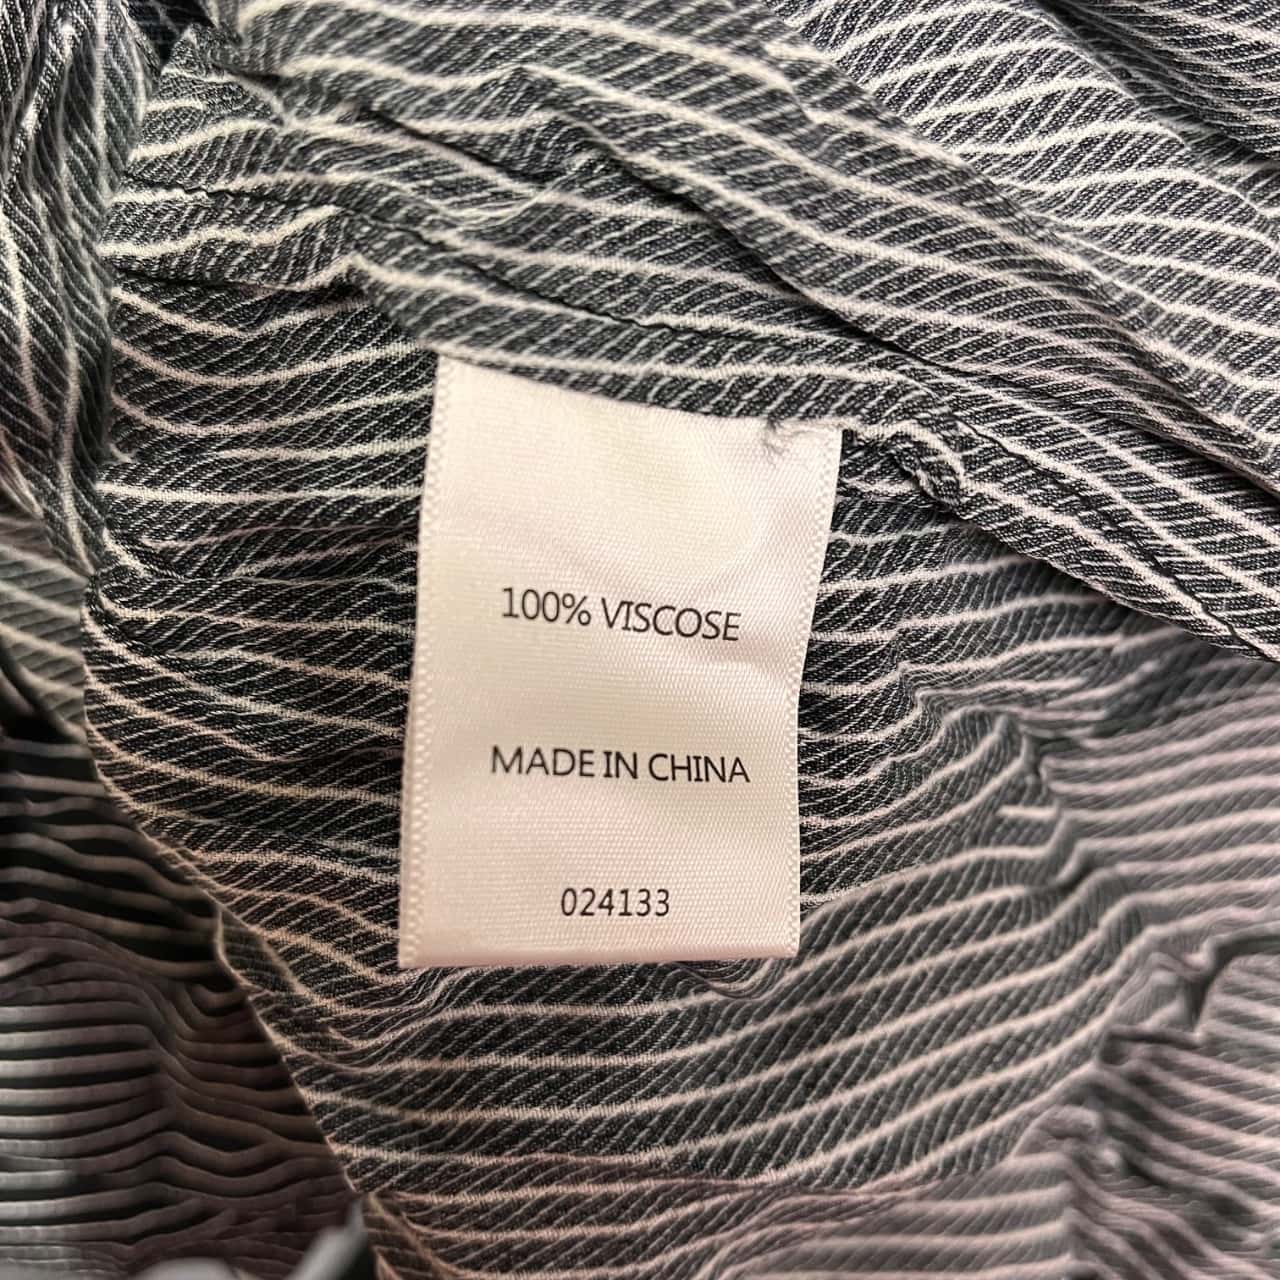 100% VISCOSE
MADE IN CHINA
024133